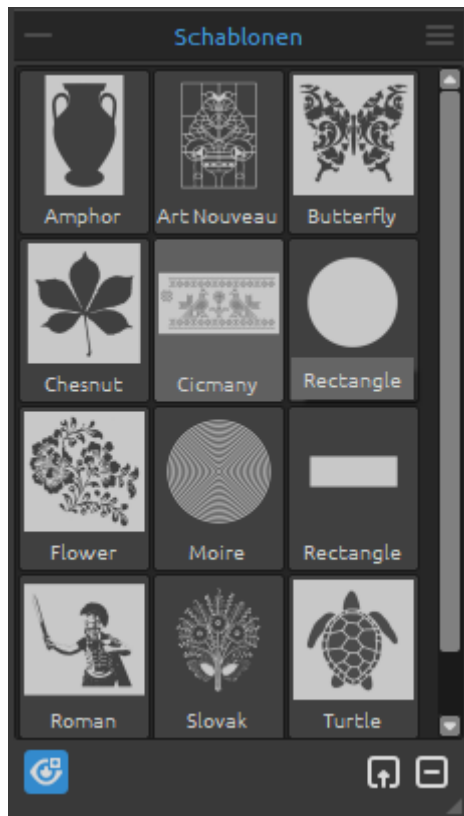 Schablonen
Amphor
Art Nouveau
Butterfly
Chesnut
Cicmany
Rectangle
Flower
Moire
Rectangle
Roman
Slovak
Turtle